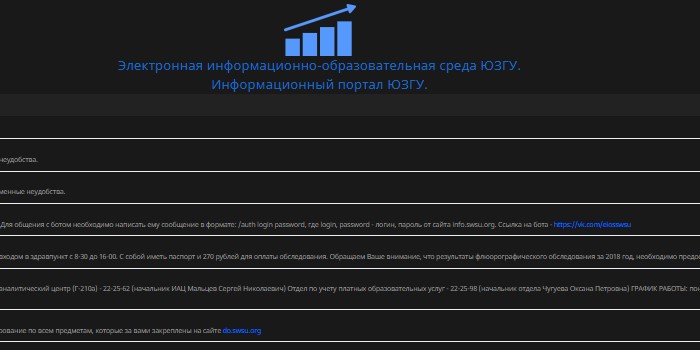 Электронная информационно-образовательная среда ЮЗГУ.
Информационный портал ЮЗГУ.
неудобства.
менные неудобства.
Для общения с ботом необходимо написать ему сообщение в формате: /auth login password, где login, password - логин, пароль от сайта info.swsu.org. Ссылка на бота - https://vk.com/eiosswsu
входом в здравпункт с 8-30 до 16-00. С собой иметь паспорт и 270 рублей для оплаты обследования. Обращаем Ваше внимание, что результаты флюорографического обследования за 2018 год, необходимо предо
аналитический центр (Г-210а) - 22-25-62 (начальник ИАЦ Мальцев Сергей Николаевич) Отдел по учету платных образовательных услуг - 22-25-98 (начальник отдела Чугуева Оксана Петровна) ГРАФИК РАБОТЫ: пон
рование по всем предметам, которые за вами закреплены на сайте do.swsu.org